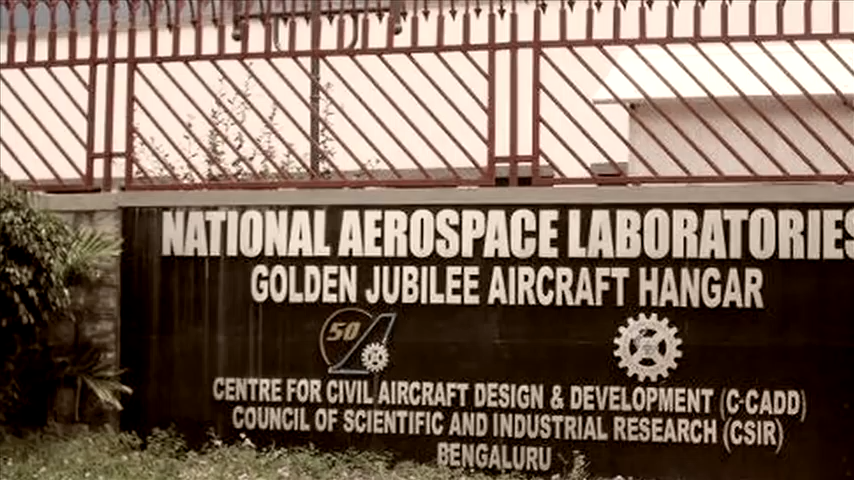 NATIONAL AEROSPACE LABORATORIES
GOLDEN JUBILEE AIRCRAFT HANGAR
50
CENTRE FOR CIVIL AIRCRAFT DESIGN & DEVELOPMENT (C-CADD)
COUNCIL OF SCIENTIFIC AND INDUSTRIAL RESEARCH (CSIR)
BENGALURU